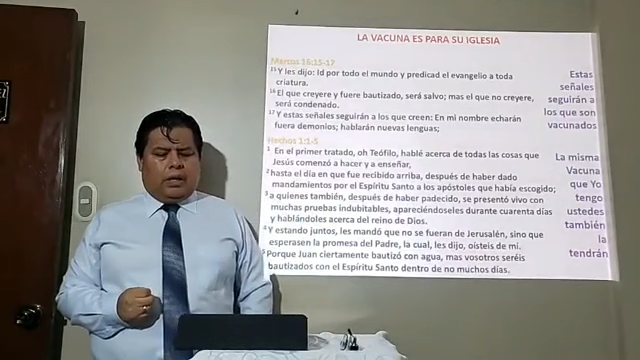 LA VACUNA ES PARA SU IGLESIA
Marcos 16:15-17
15 Y les dijo: Id por todo el mundo y predicad el evangelio a toda
criatura.
16 El que creyere y fuere bautizado, será salvo; mas el que no creyere,
será condenado.
17 Y estas señales seguirán a los que creen: En mi nombre echarán
fuera demonios; hablarán nuevas lenguas;
Hechos 1:1-5
1 En el primer tratado, oh Teófilo, hablé acerca de todas las cosas que
Jesús comenzó a hacer y a enseñar,
2 hasta el día en que fue recibido arriba, después de haber dado
mandamientos por el Espíritu Santo a los apóstoles que había escogido;
3 a quienes también, después de haber padecido, se presentó vivo con
muchas pruebas indubitables, apareciéndoseles durante cuarenta días
y hablándoles acerca del reino de Dios.
4 Y estando juntos, les mandó que no se fueran de Jerusalén, sino que
esperasen la promesa del Padre, la cual, les dijo, oísteis de mí.
5 Porque Juan ciertamente bautizó con agua, mas vosotros seréis
bautizados con el Espíritu Santo dentro de no muchos días.
Estas
señales
seguirán a
los que son
vacunados
La misma
Vacuna
que Yo
tengo
ustedes
también
la
tendrán